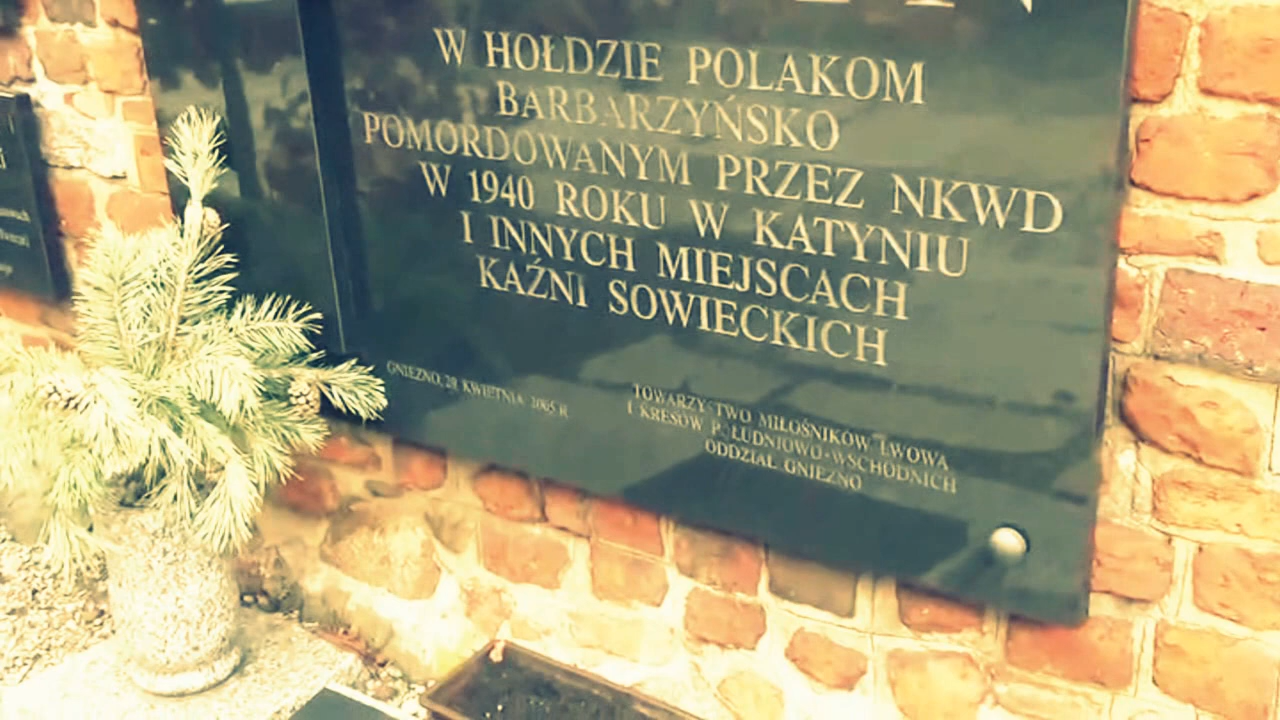 W HOŁDZIE POLAKOM
BARBARZYŃSKO
POMORDOWANYM PRZEZ NKWD
W 1940 ROKU W KATYNIU
I INNYCH MIEJSCACH
KAŹNI SOWIECKICH
GNIEZNO, 28 KWIETNIA 2005 R.
TOWARZYSTWO MIŁOŚNIKÓW LWOWA
I KRESÓW POŁUDNIOWO-WSCHODNICH
ODDZIAŁ GNIEZNO